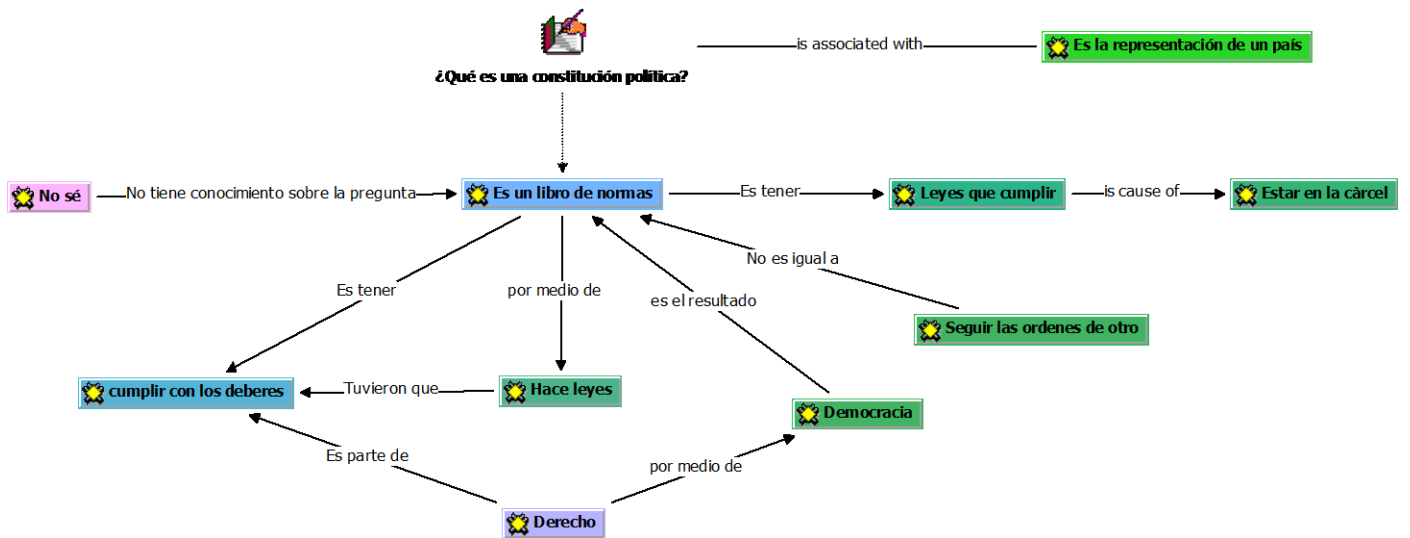 is associated with
Es la representación de un país
¿Qué es una constitución política?
No sé
No tiene conocimiento sobre la pregunta
Es un libro de normas
Es tener
Leyes que cumplir
is cause of
Estar en la càrcel
No es igual a
Es tener
por medio de
es el resultado
Seguir las ordenes de otro
cumplir con los deberes
Tuvieron que
Hace leyes
Democracia
Es parte de
por medio de
Derecho